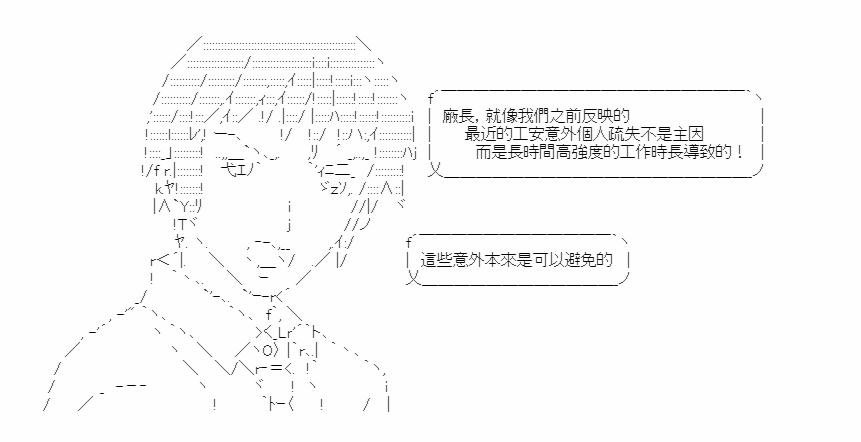 廠長，就像我們之前反映的
最近的工安意外個人疏失不是主因
而是長時間高強度的工作時長導致的！
這些意外本來是可以避免的